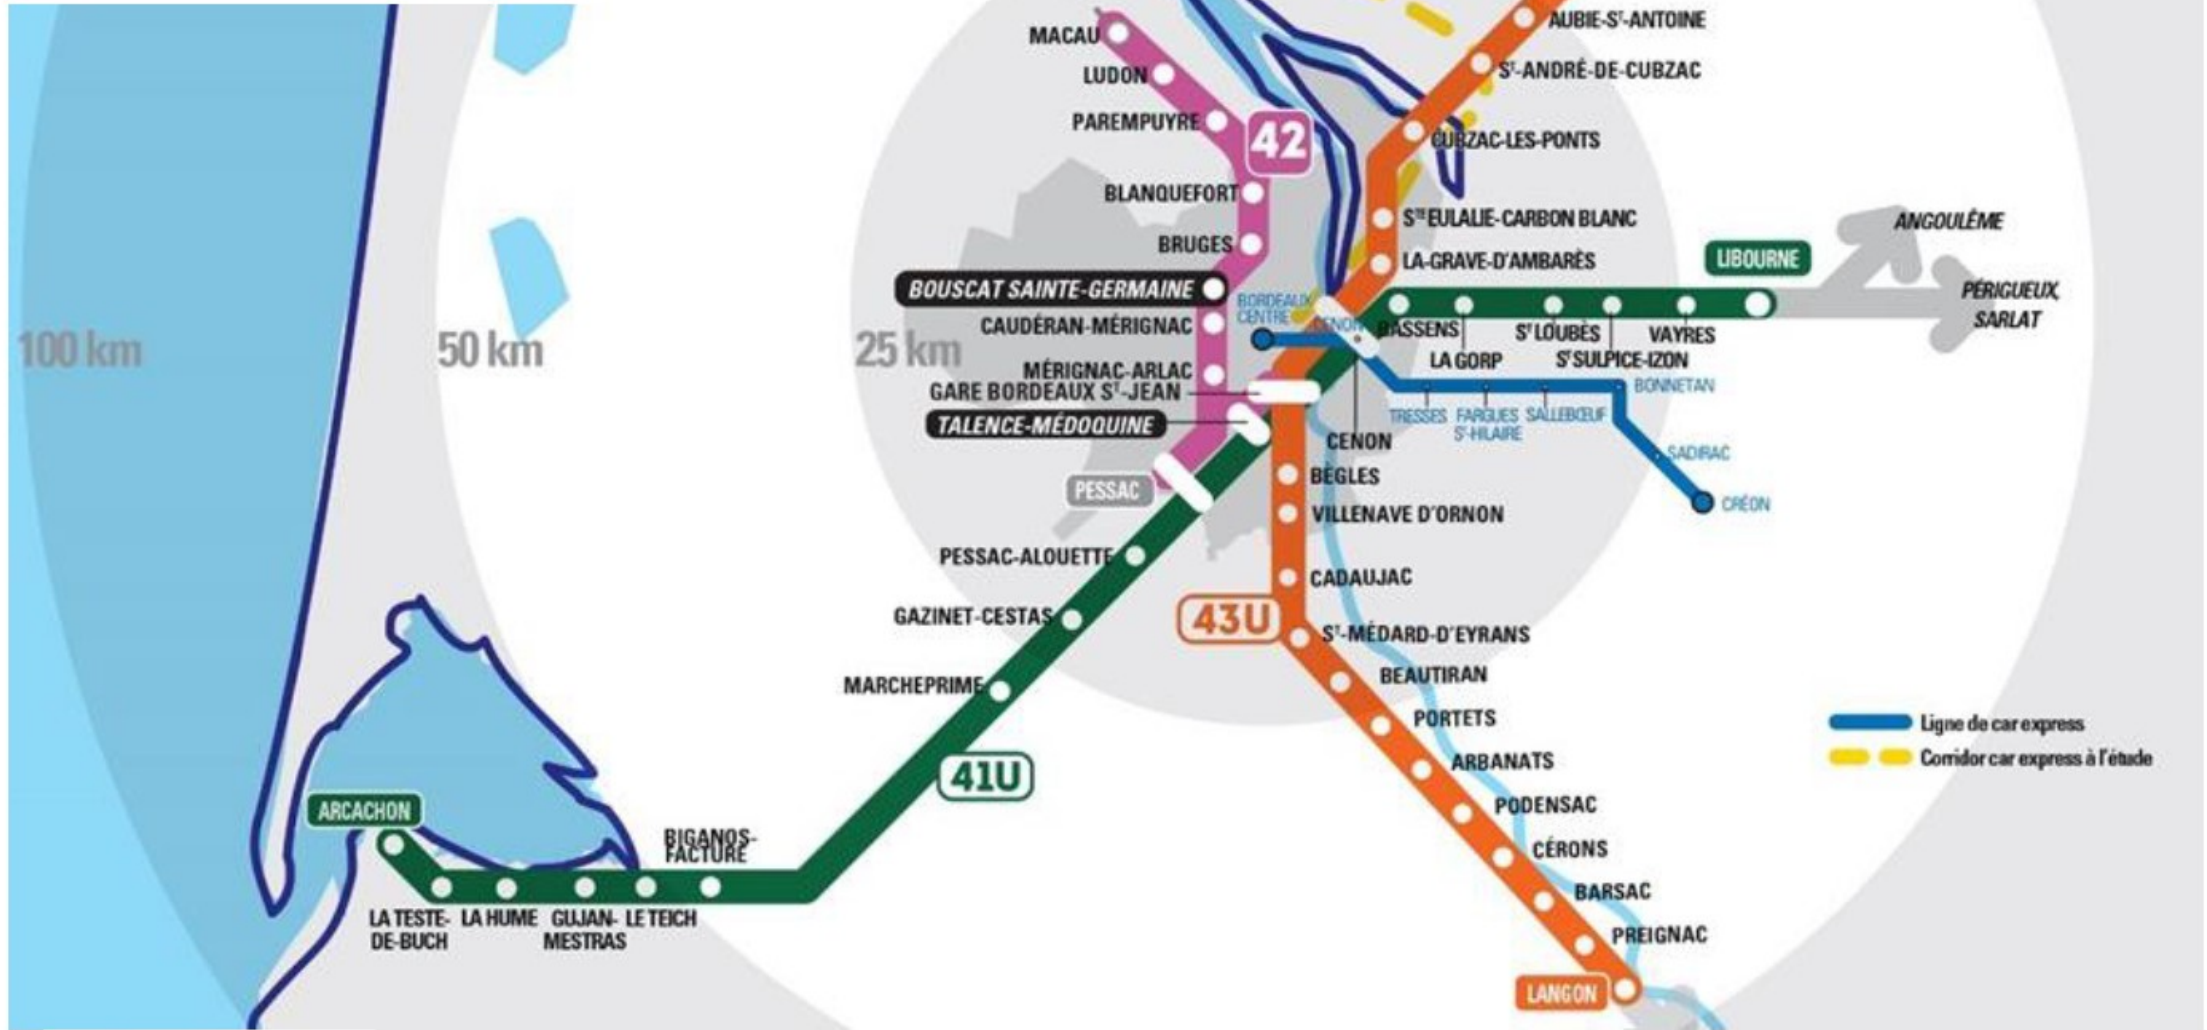 MACAU
LUDON
PAREMPUYRE
42
BLANQUEFORT
BRUGES
BOUSCAT SAINTE-GERMAINE
CAUDÉRAN-MÉRIGNAC
MÉRIGNAC-ARLAC
GARE BORDEAUX ST-JEAN
TALENCE-MÉDOQUINE
PESSAC
100 km
50 km
25 km
AUBIE-ST-ANTOINE
ST-ANDRÉ-DE-CUBZAC
CUBZAC-LES-PONTS
STE EULALIE-CARBON BLANC
LA-GRAVE-D'AMBARÈS
LIBOURNE
ANGOULÊME
PÉRIGUEUX,
SARLAT
BORDEAUX
CENTRE
CENON
BASSENS
LA GORP
ST LOUBÈS
ST SULPICE-IZON
VAYRES
BONNETAN
TRESSES
FARGUES
ST-HILAIRE
SALLEBŒUF
SADIRAC
CRÉON
CENON
BÈGLES
VILLENAVE D'ORNON
CADAUJAC
43U
ST-MÉDARD-D'EYRANS
BEAUTIRAN
PORTETS
ARBANATS
PODENSAC
CÉRONS
BARSAC
PREIGNAC
LANGON
PESSAC-ALOUETTE
GAZINET-CESTAS
MARCHEPRIME
41U
ARCACHON
BIGANOS-
FACTURE
LA TESTE-
DE-BUCH
LA HUME
GUJAN-
MESTRAS
LE TEICH
Ligne de car express
Corridor car express à l'étude